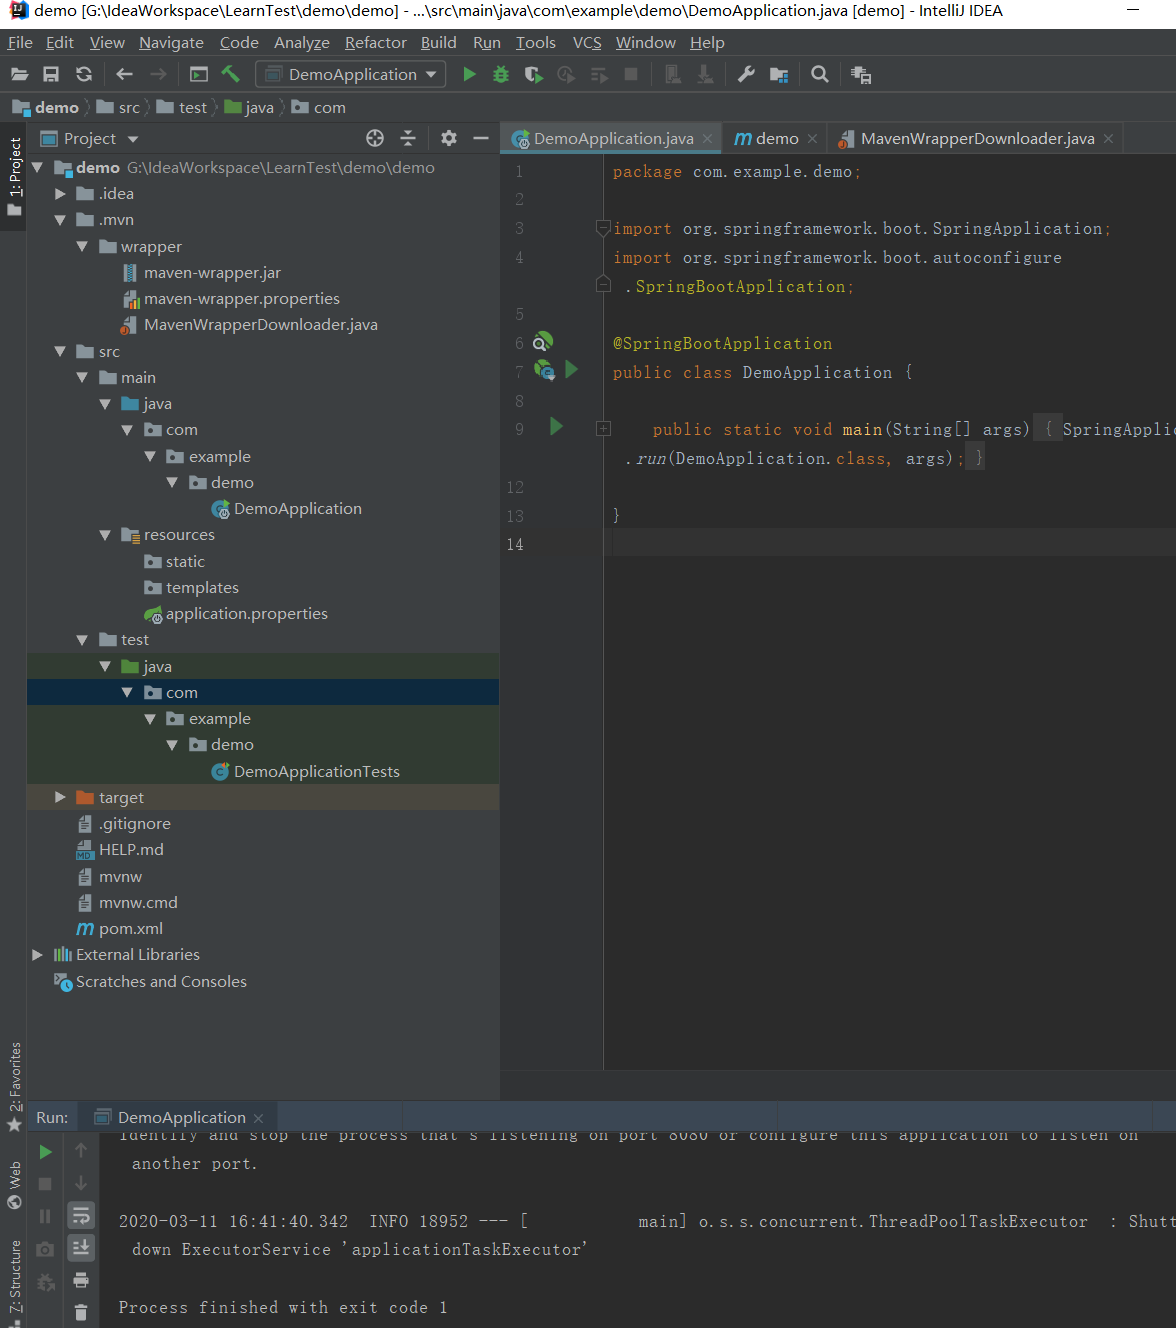 demo [G:\IdeaWorkspace\LearnTest\demo\demo] - ...\src\main\java\com\example\demo\DemoApplication.java [demo] - IntelliJ IDEA
File Edit View Navigate Code Analyze Refactor Build Run Tools VCS Window Help
DemoApplication
demo src test java com
1: Project
Project
DemoApplication.java demo MavenWrapperDownloader.java
demo G:\IdeaWorkspace\LearnTest\demo\demo
.idea
.mvn
wrapper
maven-wrapper.jar
maven-wrapper.properties
MavenWrapperDownloader.java
src
main
java
com
example
demo
DemoApplication
resources
static
templates
application.properties
test
java
com
example
demo
DemoApplicationTests
target
.gitignore
HELP.md
mvnw
mvnw.cmd
pom.xml
External Libraries
Scratches and Consoles
1 package com.example.demo;
2
3 import org.springframework.boot.SpringApplication;
4 import org.springframework.boot.autoconfigure
.SpringBootApplication;
5
6 @SpringBootApplication
7 public class DemoApplication {
8
9 public static void main(String[] args) { SpringApplic
.run(DemoApplication.class, args); }
12
13 }
14
2: Favorites
Web
7: Structure
Run: DemoApplication
Identify and stop the process that's listening on port 8080 or configure this application to listen on
another port.
2020-03-11 16:41:40.342 INFO 18952 --- [ main] o.s.s.concurrent.ThreadPoolTaskExecutor : Shutt
down ExecutorService 'applicationTaskExecutor'
Process finished with exit code 1